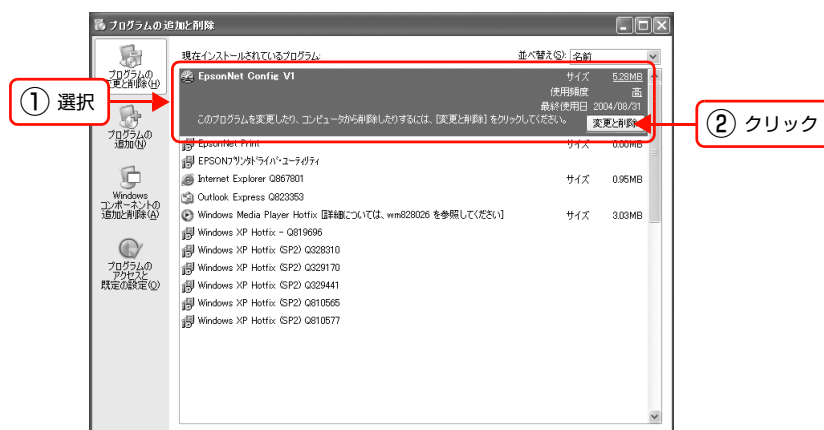 プログラムの追加と削除
現在インストールされているプログラム:
並べ替え(S): 名前
プログラムの
変更と削除(H)
プログラムの
追加(N)
Windows
コンポーネントの
追加と削除(A)
プログラムの
アクセスと
既定の設定(O)
① 選択
EpsonNet Config V1
サイズ 5.28MB
使用頻度 高
最終使用日 2004/08/31
このプログラムを変更したり、コンピュータから削除したりするには、[変更と削除] をクリックしてください。
変更と削除
② クリック
EpsonNet Print サイズ 0.60MB
EPSONプリンタドライバ・ユーティリティ
Internet Explorer Q867801 サイズ 0.95MB
Outlook Express Q823353
Windows Media Player Hotfix [詳細については、wm828026 を参照してください] サイズ 3.03MB
Windows XP Hotfix - Q819696
Windows XP Hotfix (SP2) Q328310
Windows XP Hotfix (SP2) Q329170
Windows XP Hotfix (SP2) Q329441
Windows XP Hotfix (SP2) Q810565
Windows XP Hotfix (SP2) Q810577